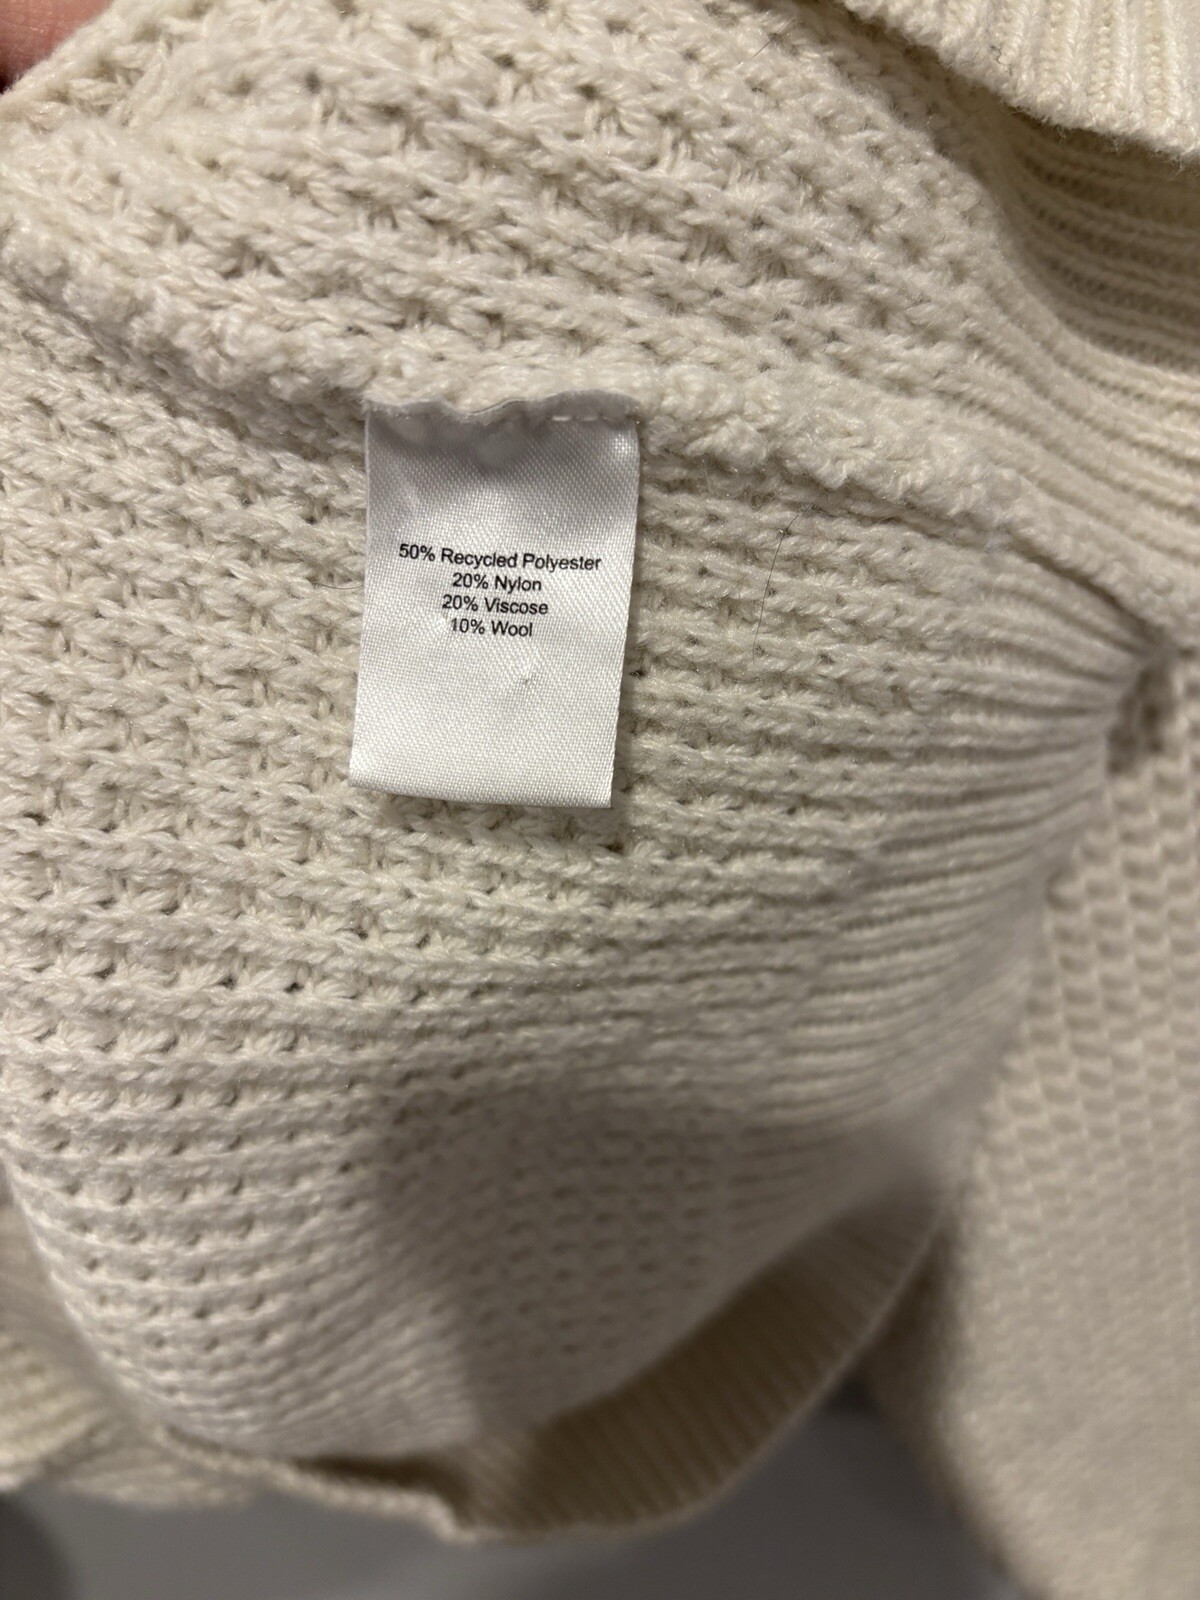 50% Recycled Polyester
20% Nylon
20% Viscose
10% Wool